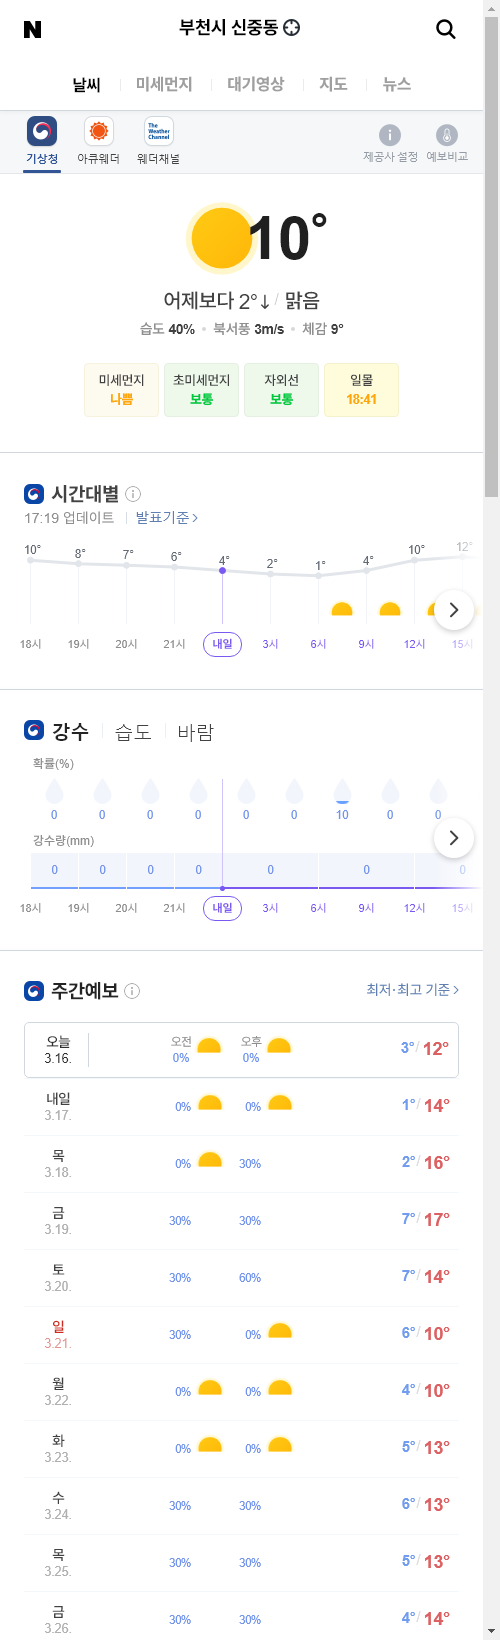 N
부천시 신중동
날씨 미세먼지 대기영상 지도 뉴스
The Weather Channel
기상청 아큐웨더 웨더채널 제공사 설정 예보비교
10°
어제보다 2°↓ / 맑음
습도 40% • 북서풍 3m/s • 체감 9°
미세먼지 초미세먼지 자외선 일몰
나쁨 보통 보통 18:41
시간대별
17:19 업데이트 발표기준 >
10° 8° 7° 6° 4° 2° 1° 4° 10° 12°
18시 19시 20시 21시 내일 3시 6시 9시 12시 15시
강수 습도 바람
확률(%)
0 0 0 0 0 0 10 0 0
강수량(mm)
0 0 0 0 0 0 0
18시 19시 20시 21시 내일 3시 6시 9시 12시 15시
주간예보 최저·최고 기준 >
오늘 3.16. 오전 0% 오후 0% 3° / 12°
내일 3.17. 0% 0% 1° / 14°
목 3.18. 0% 30% 2° / 16°
금 3.19. 30% 30% 7° / 17°
토 3.20. 30% 60% 7° / 14°
일 3.21. 30% 0% 6° / 10°
월 3.22. 0% 0% 4° / 10°
화 3.23. 0% 0% 5° / 13°
수 3.24. 30% 30% 6° / 13°
목 3.25. 30% 30% 5° / 13°
금 3.26. 30% 30% 4° / 14°